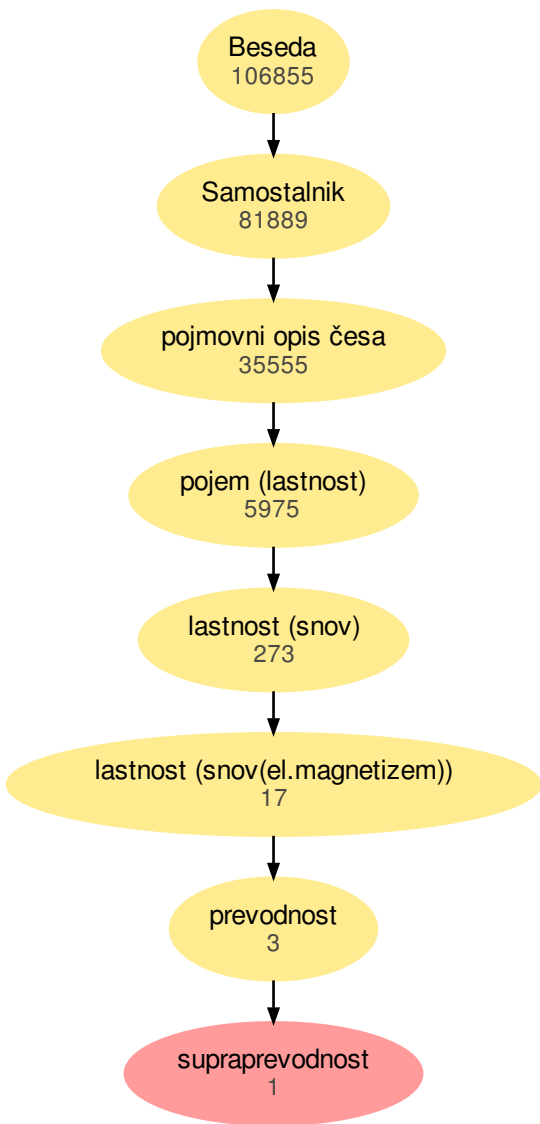 Beseda
106855
Samostalnik
81889
pojmovni opis česa
35555
pojem (lastnost)
5975
lastnost (snov)
273
lastnost (snov(el.magnetizem))
17
prevodnost
3
supraprevodnost
1